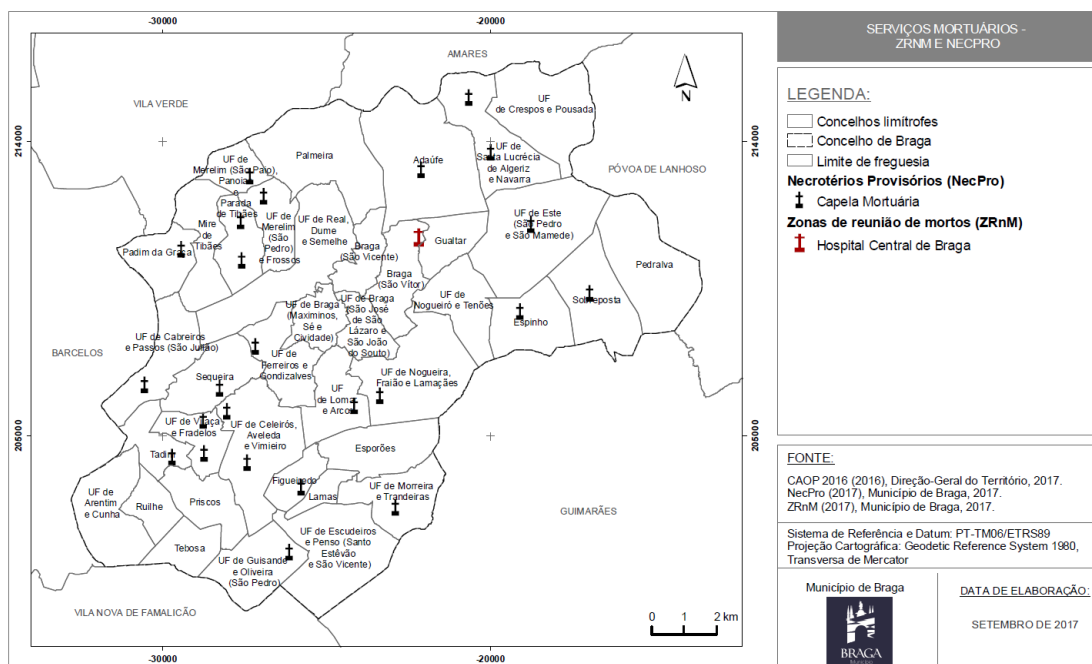 -30000
-20000
SERVIÇOS MORTUÁRIOS -
ZRNM E NECPRO
AMARES
VILA VERDE
N
LEGENDA:
Concelhos limítrofes
Concelho de Braga
Limite de freguesia
Necrotérios Provisórios (NecPro)
Capela Mortuária
Zonas de reunião de mortos (ZRnM)
Hospital Central de Braga
214000
214000
UF
de Crespos e Pousada
UF de
Santa Lucrécia
de Algeriz
e Navarra
Adaúfe
Palmeira
PÓVOA DE LANHOSO
UF de
Merelim (São Paio),
Panoias
e
Parada
de Tibães
Mire
de
Tibães
UF de
Merelim
(São
Pedro)
e Frossos
UF de Real,
Dume
e Semelhe
Braga
(São Vicente)
Gualtar
UF de Este
(São Pedro
e São Mamede)
Padim da Graça
Braga
(São Vítor)
Pedralva
UF de
Nogueiró e Tenões
Sobreposta
Espinho
UF de Braga
(Maximinos,
Sé e
Cividade)
UF de Braga
(São José
de São
Lázaro e
São João
do Souto)
BARCELOS
UF de Cabreiros
e Passos (São Julião)
UF de
Ferreiros e
Gondizalves
Sequeira
UF
de Lomar
e Arcos
UF de Nogueira,
Fraião e Lamaçães
205000
205000
UF de Vilaça
e Fradelos
UF de Celeirós,
Aveleda
e Vimieiro
Esporões
Tadim
Figueiredo
Lamas
UF de Morreira
e Trandeiras
UF de
Arentim
e Cunha
Ruilhe
Priscos
GUIMARÃES
Tebosa
UF de Escudeiros
e Penso (Santo
Estêvão
e São Vicente)
UF de Guisande
e Oliveira
(São Pedro)
VILA NOVA DE FAMALICÃO
0 1 2 km
-30000
-20000
FONTE:
CAOP 2016 (2016), Direção-Geral do Território, 2017.
NecPro (2017), Município de Braga, 2017.
ZRnM (2017), Município de Braga, 2017.
Sistema de Referência e Datum: PT-TM06/ETRS89
Projeção Cartográfica: Geodetic Reference System 1980,
Transversa de Mercator
Município de Braga
BRAGA
Município
DATA DE ELABORAÇÃO:
SETEMBRO DE 2017